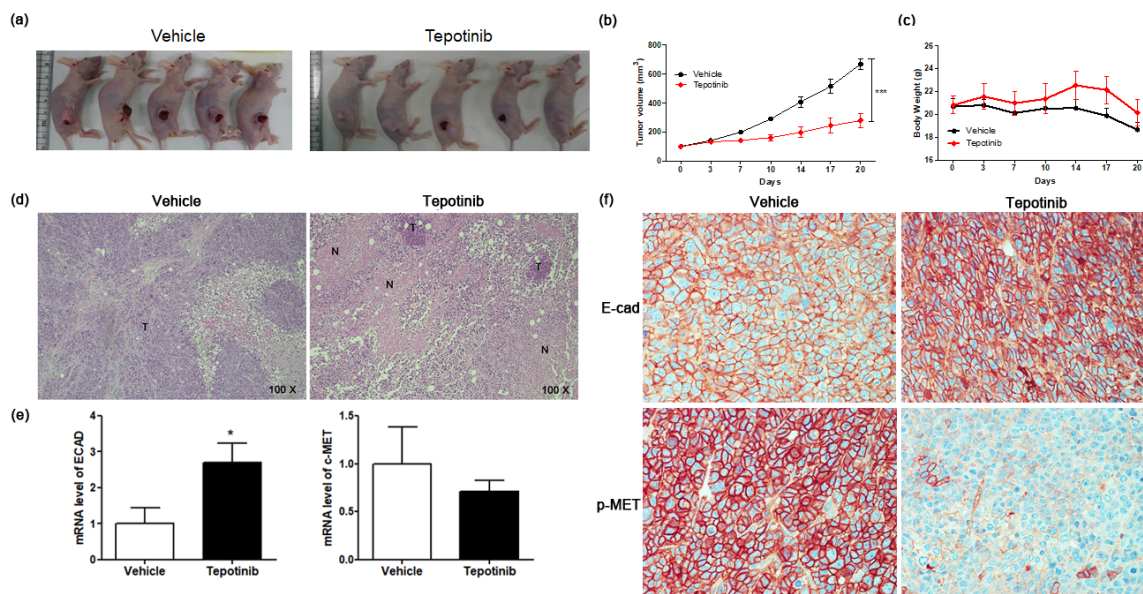 (a)
Vehicle
Tepotinib
(b)
Tumor volume (mm3)
800
600
400
200
0
Vehicle
Tepotinib
***
0 3 7 10 14 17 20
Days
(c)
Body Weight (g)
26
24
22
20
18
16
Vehicle
Tepotinib
0 3 7 10 14 17 20
Days
(d)
Vehicle
Tepotinib
T
100 X
T
N
T
N
N
100 X
(e)
mRNA level of ECAD
4
3
2
1
0
*
Vehicle Tepotinib
mRNA level of c-MET
1.5
1.0
0.5
0.0
Vehicle Tepotinib
(f)
Vehicle
Tepotinib
E-cad
p-MET